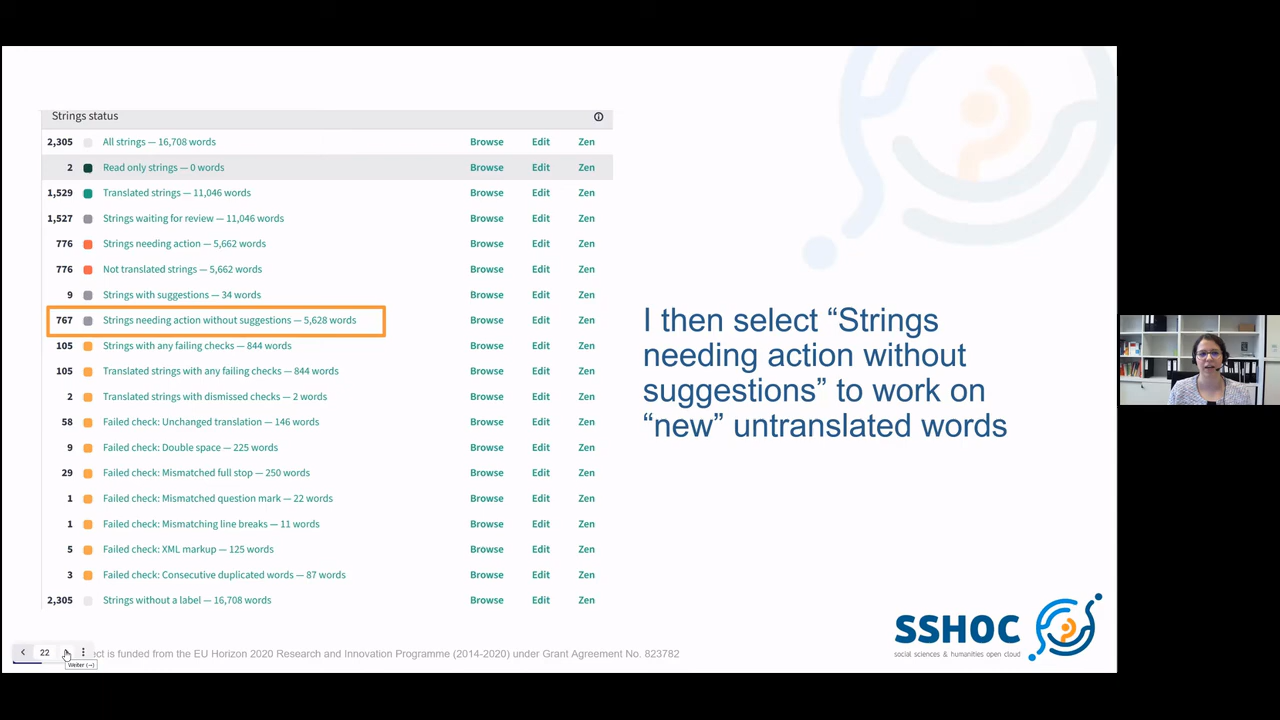 Strings status
2,305 All strings — 16,708 words Browse Edit Zen
2 Read only strings — 0 words Browse Edit Zen
1,529 Translated strings — 11,046 words Browse Edit Zen
1,527 Strings waiting for review — 11,046 words Browse Edit Zen
776 Strings needing action — 5,662 words Browse Edit Zen
776 Not translated strings — 5,662 words Browse Edit Zen
9 Strings with suggestions — 34 words Browse Edit Zen
767 Strings needing action without suggestions — 5,628 words Browse Edit Zen
105 Strings with any failing checks — 844 words Browse Edit Zen
105 Translated strings with any failing checks — 844 words Browse Edit Zen
2 Translated strings with dismissed checks — 2 words Browse Edit Zen
58 Failed check: Unchanged translation — 146 words Browse Edit Zen
9 Failed check: Double space — 225 words Browse Edit Zen
29 Failed check: Mismatched full stop — 250 words Browse Edit Zen
1 Failed check: Mismatched question mark — 22 words Browse Edit Zen
1 Failed check: Mismatching line breaks — 11 words Browse Edit Zen
5 Failed check: XML markup — 125 words Browse Edit Zen
3 Failed check: Consecutive duplicated words — 87 words Browse Edit Zen
2,305 Strings without a label — 16,708 words Browse Edit Zen
I then select “Strings
needing action without
suggestions” to work on
“new” untranslated words
SSHOC
social sciences & humanities open cloud
22
ect is funded from the EU Horizon 2020 Research and Innovation Programme (2014-2020) under Grant Agreement No. 823782
Weiter (→)